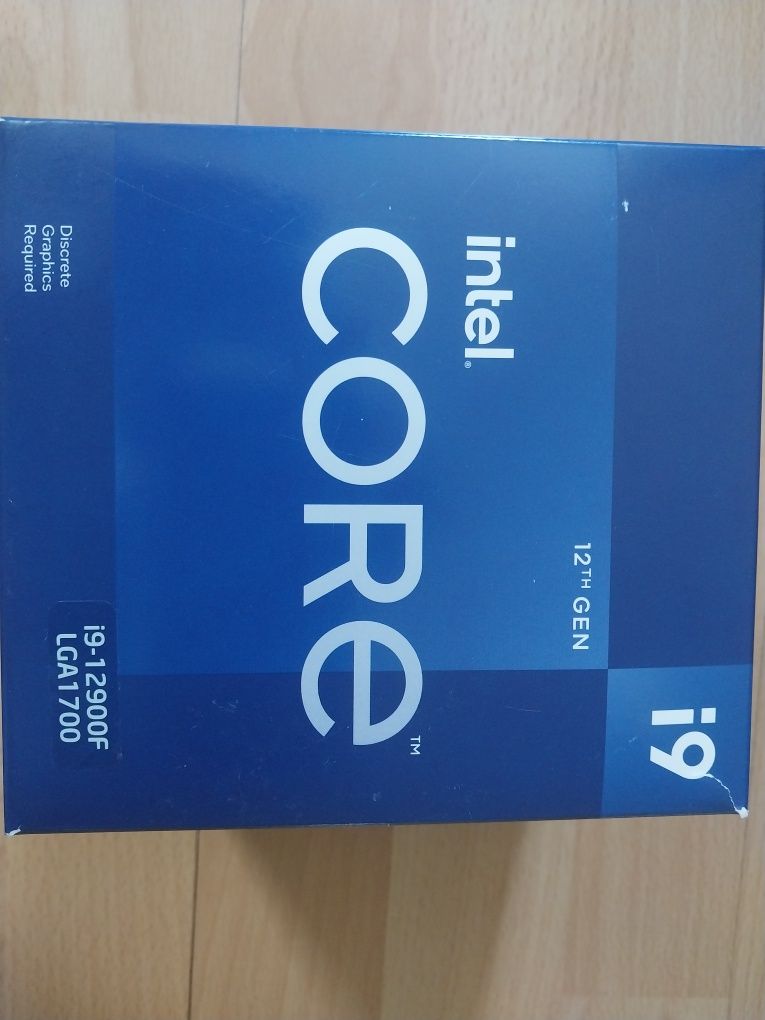 i9
12TH GEN
intel®
CORe™
i9-12900F
LGA1700
Discrete
Graphics
Required